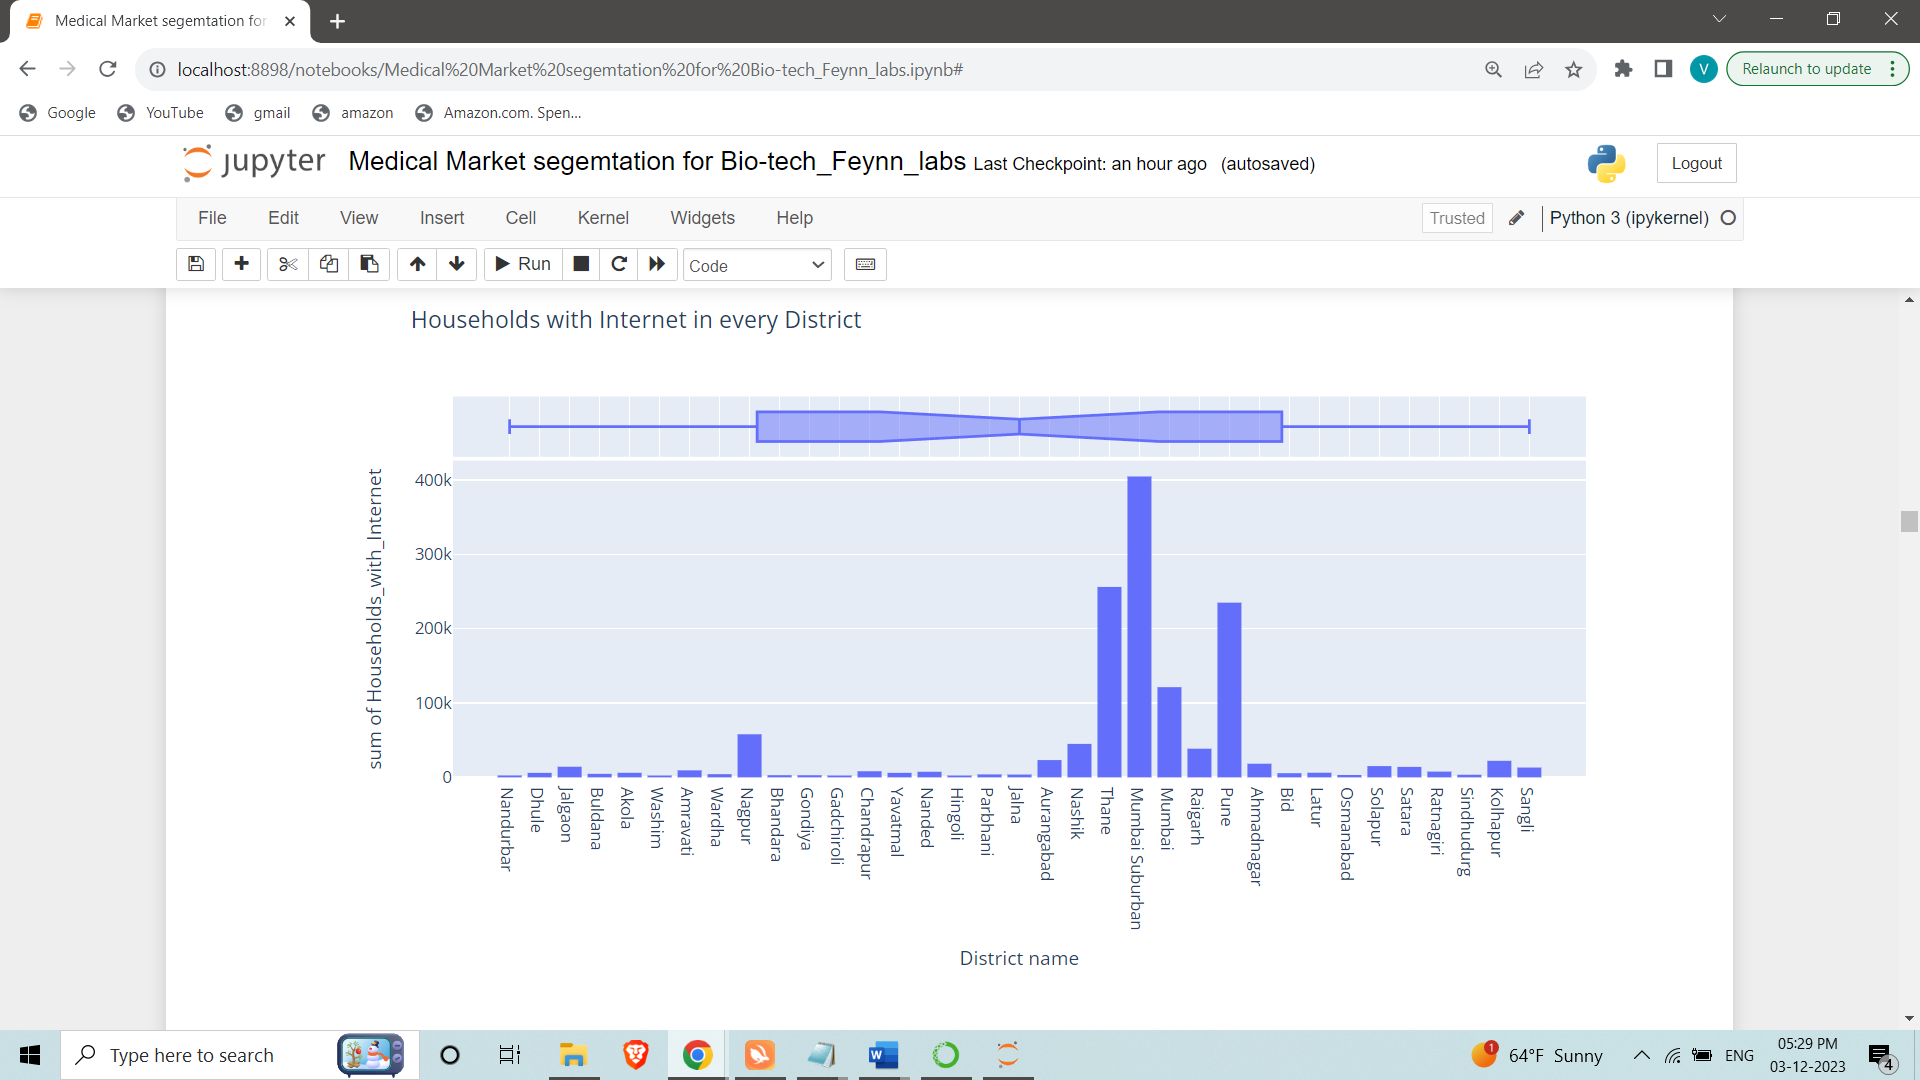 Medical Market segemtation for
localhost:8898/notebooks/Medical%20Market%20segemtation%20for%20Bio-tech_Feynn_labs.ipynb#
V
Relaunch to update
Google YouTube gmail amazon Amazon.com. Spen...
jupyter Medical Market segemtation for Bio-tech_Feynn_labs Last Checkpoint: an hour ago (autosaved)
Logout
File Edit View Insert Cell Kernel Widgets Help
Trusted Python 3 (ipykernel)
Run Code
Households with Internet in every District
sum of Households_with_Internet
400k
300k
200k
100k
0
Nandurbar
Dhule
Jalgaon
Buldana
Akola
Washim
Amravati
Wardha
Nagpur
Bhandara
Gondiya
Gadchiroli
Chandrapur
Yavatmal
Nanded
Hingoli
Parbhani
Jalna
Aurangabad
Nashik
Thane
Mumbai Suburban
Mumbai
Raigarh
Pune
Ahmadnagar
Bid
Latur
Osmanabad
Solapur
Satara
Ratnagiri
Sindhudurg
Kolhapur
Sangli
District name
Type here to search
W
1
64°F Sunny
ENG
05:29 PM
03-12-2023
4